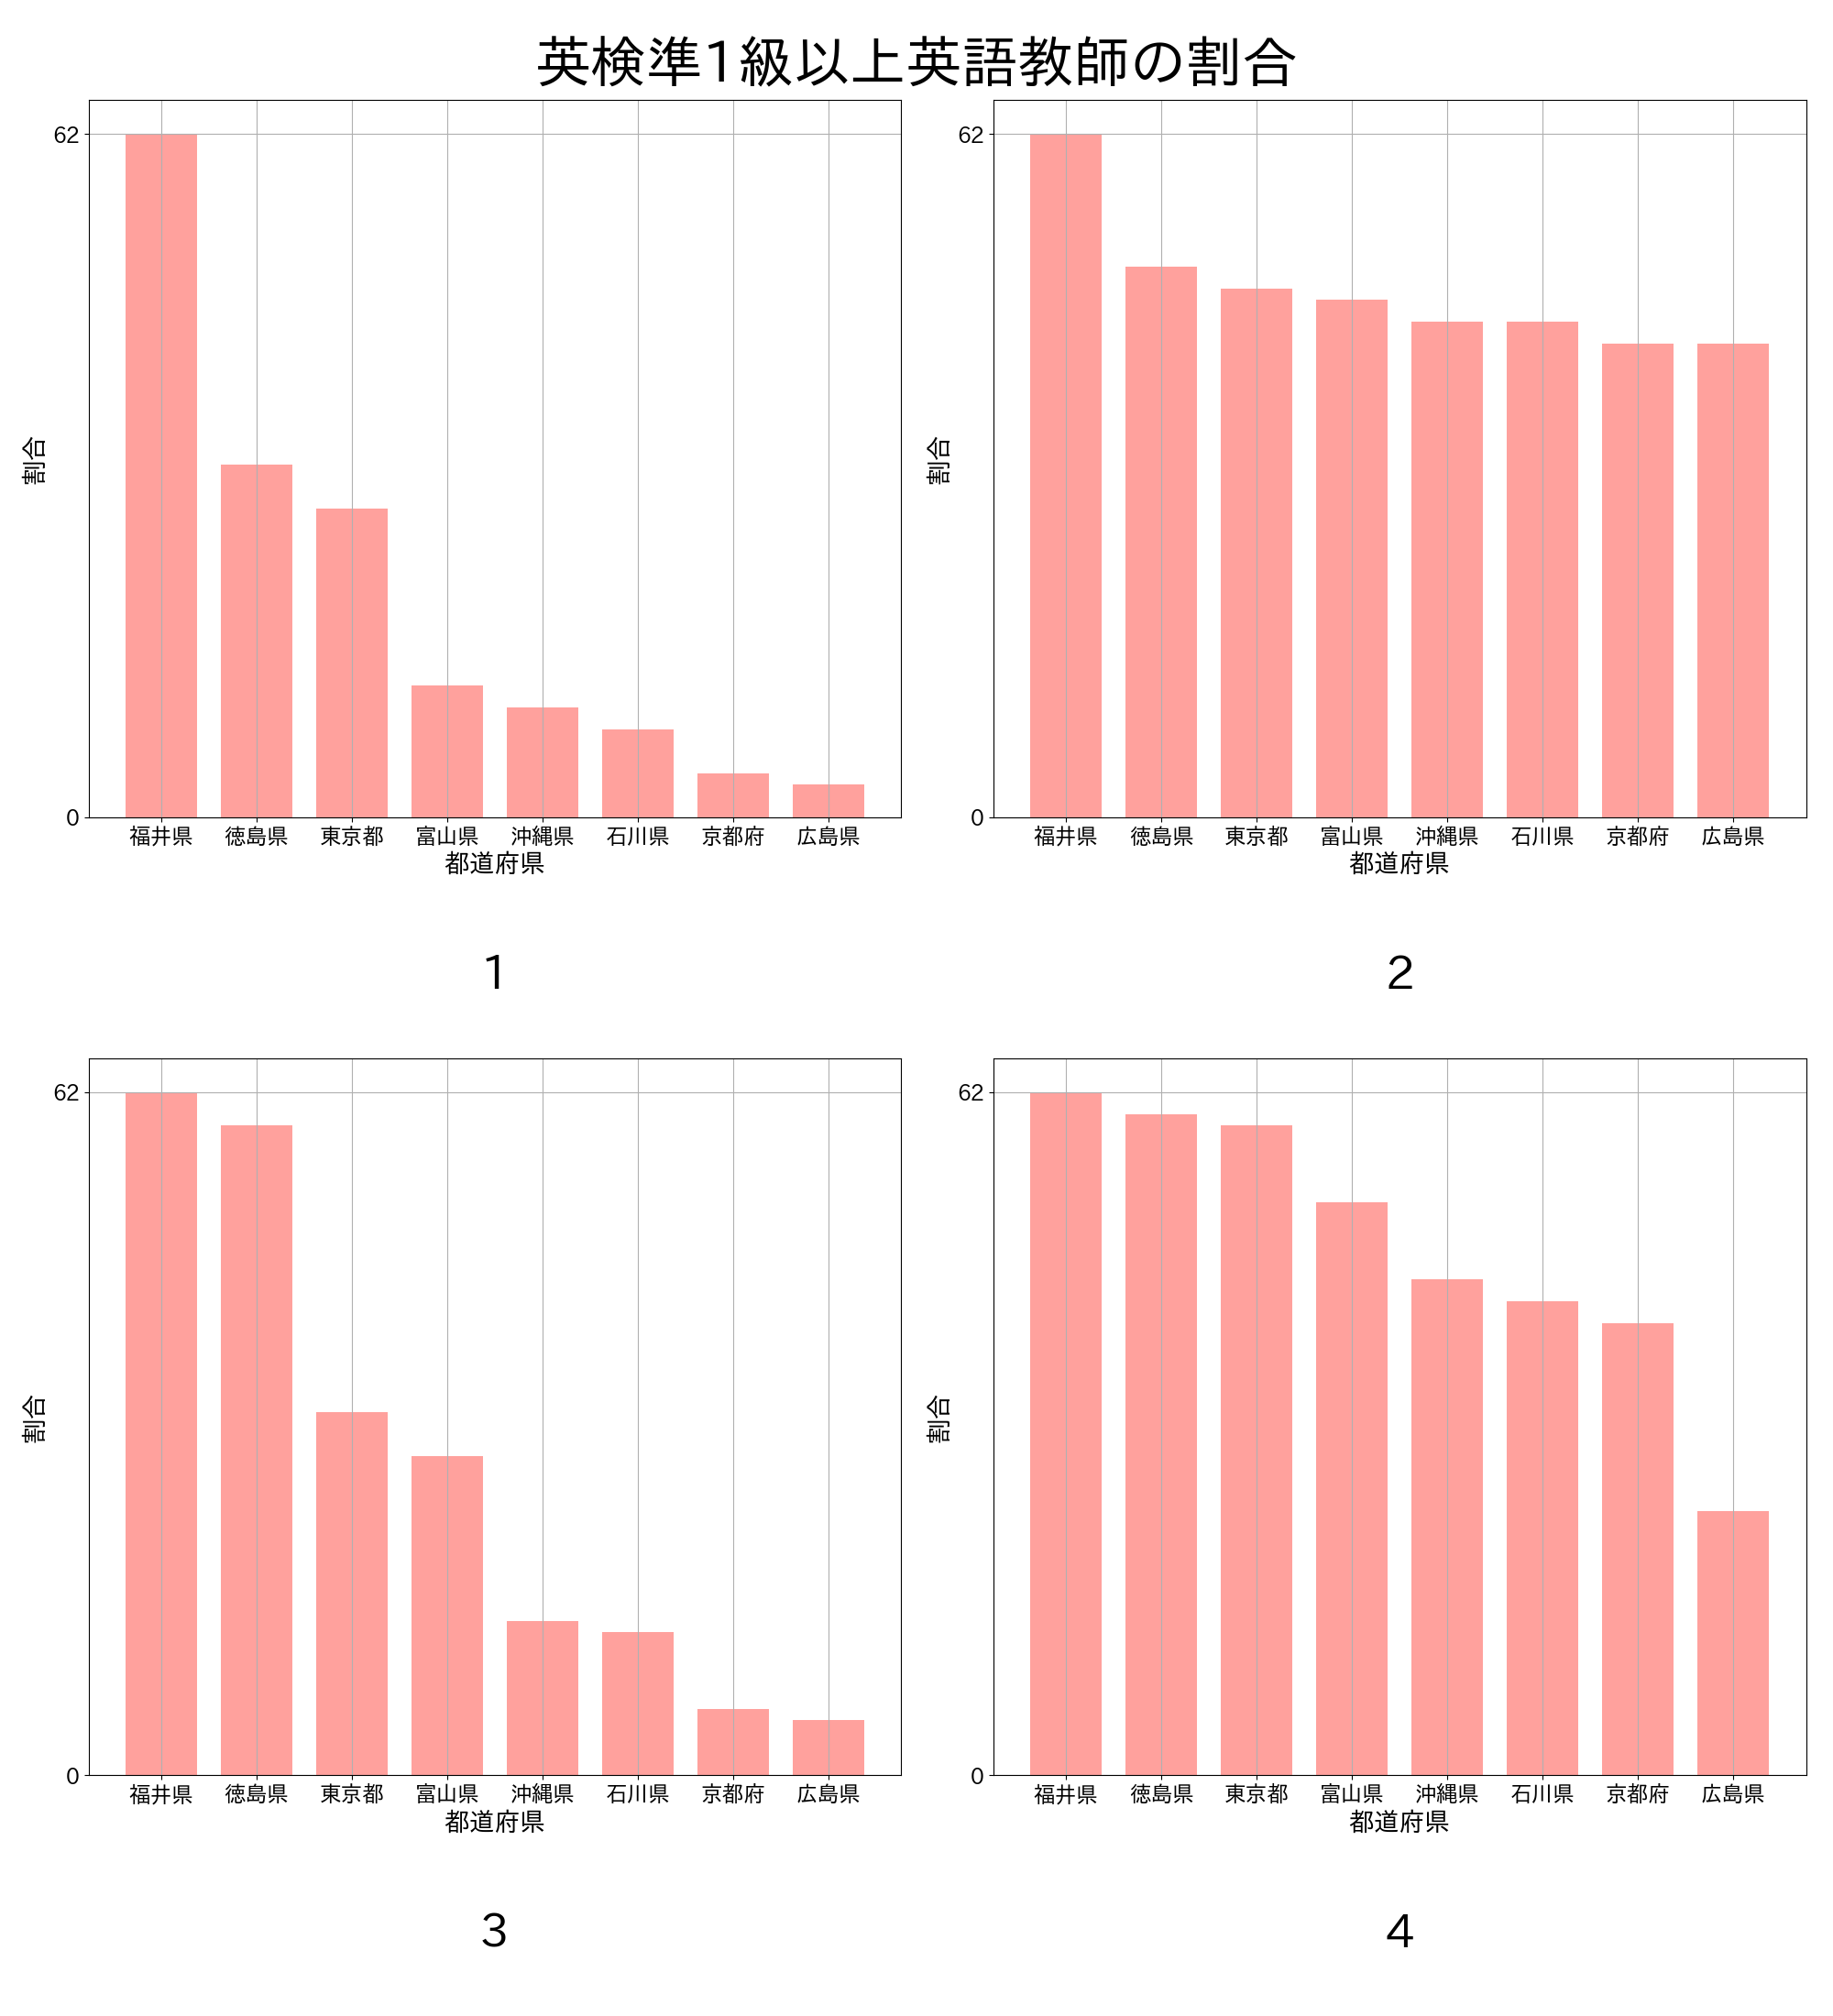 英検準1級以上英語教師の割合
62
0
割合
福井県 徳島県 東京都 富山県 沖縄県 石川県 京都府 広島県
都道府県
1
62
0
割合
福井県 徳島県 東京都 富山県 沖縄県 石川県 京都府 広島県
都道府県
2
62
0
割合
福井県 徳島県 東京都 富山県 沖縄県 石川県 京都府 広島県
都道府県
3
62
0
割合
福井県 徳島県 東京都 富山県 沖縄県 石川県 京都府 広島県
都道府県
4